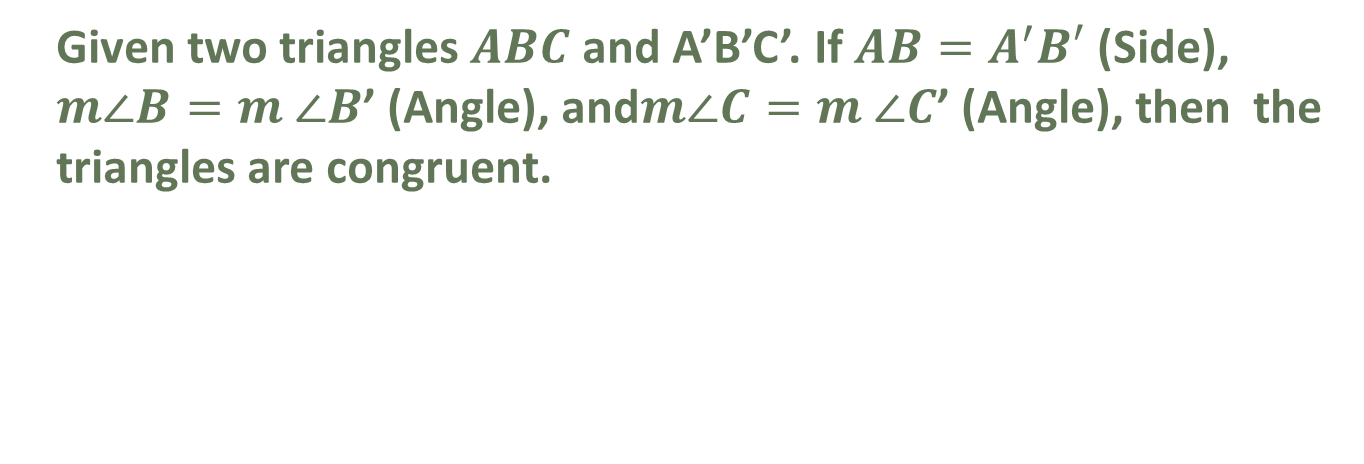 Given two triangles ABC and A’B’C’. If AB = A′B′ (Side),
m∠B = m ∠B’ (Angle), andm∠C = m ∠C’ (Angle), then  the
triangles are congruent.